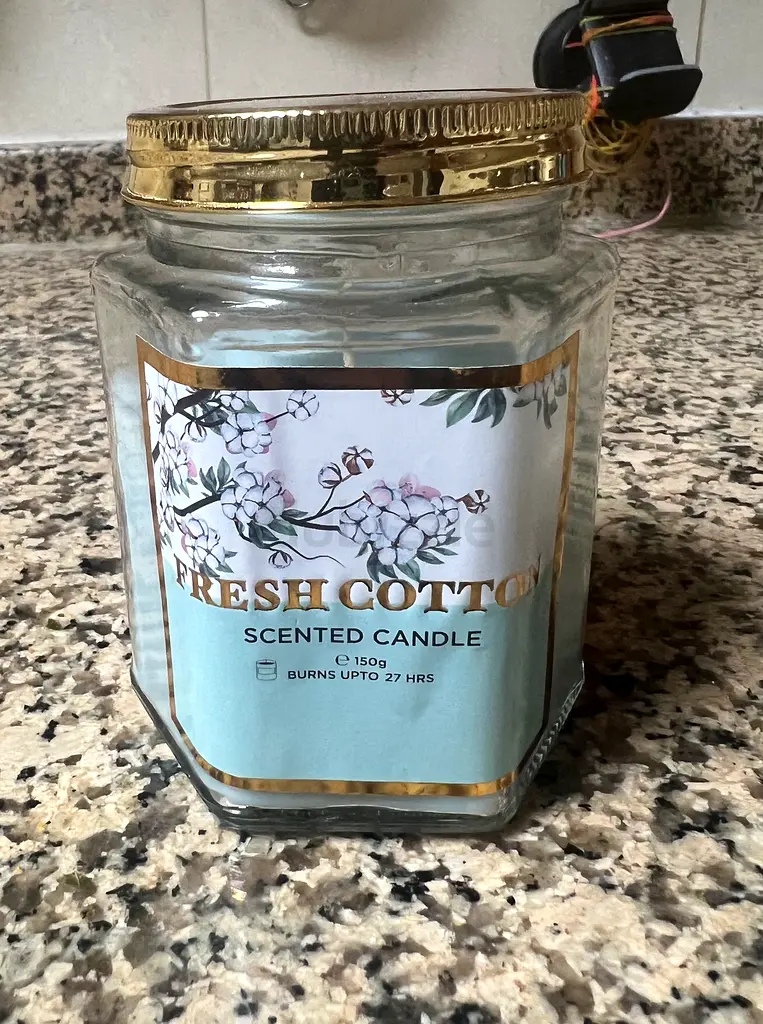 FRESH COTTON
SCENTED CANDLE
℮ 150g
BURNS UPTO 27 HRS